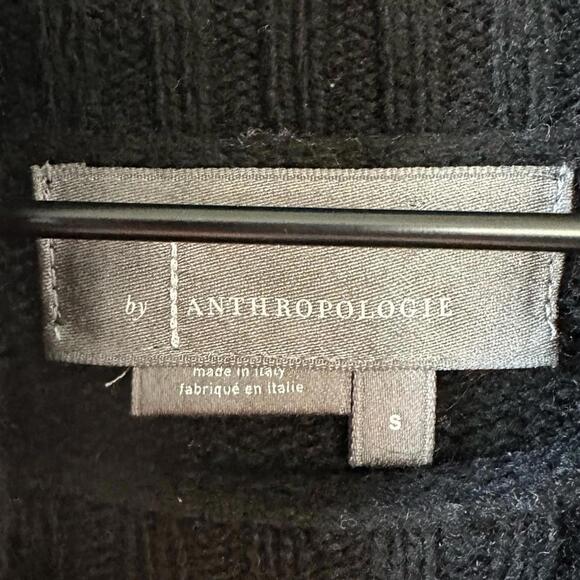 by ANTHROPOLOGIE
made in italy
fabriqué en italie
S